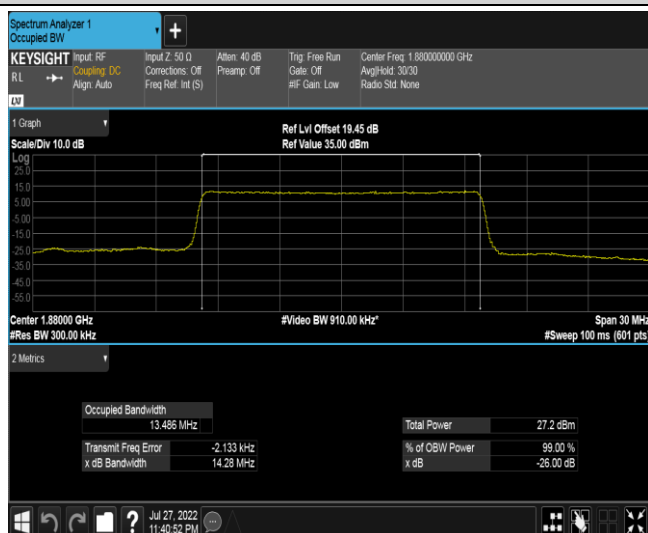 Spectrum Analyzer 1
Occupied BW
+
KEYSIGHT
RL
LXI
Input: RF
Coupling: DC
Align: Auto
Input Z: 50 Ω
Corrections: Off
Freq Ref: Int (S)
Atten: 40 dB
Preamp: Off
Trig: Free Run
Gate: Off
#IF Gain: Low
Center Freq: 1.880000000 GHz
Avg|Hold: 30/30
Radio Std: None
1 Graph
Scale/Div 10.0 dB
Ref Lvl Offset 19.45 dB
Ref Value 35.00 dBm
Log
25.0
15.0
5.00
-5.00
-15.0
-25.0
-35.0
-45.0
-55.0
Center 1.88000 GHz
#Video BW 910.00 kHz*
Span 30 MHz
#Res BW 300.00 kHz
#Sweep 100 ms (601 pts)
2 Metrics
Occupied Bandwidth
13.486 MHz
Total Power 27.2 dBm
Transmit Freq Error -2.133 kHz
% of OBW Power 99.00 %
x dB Bandwidth 14.28 MHz
x dB -26.00 dB
?
Jul 27, 2022
11:40:52 PM